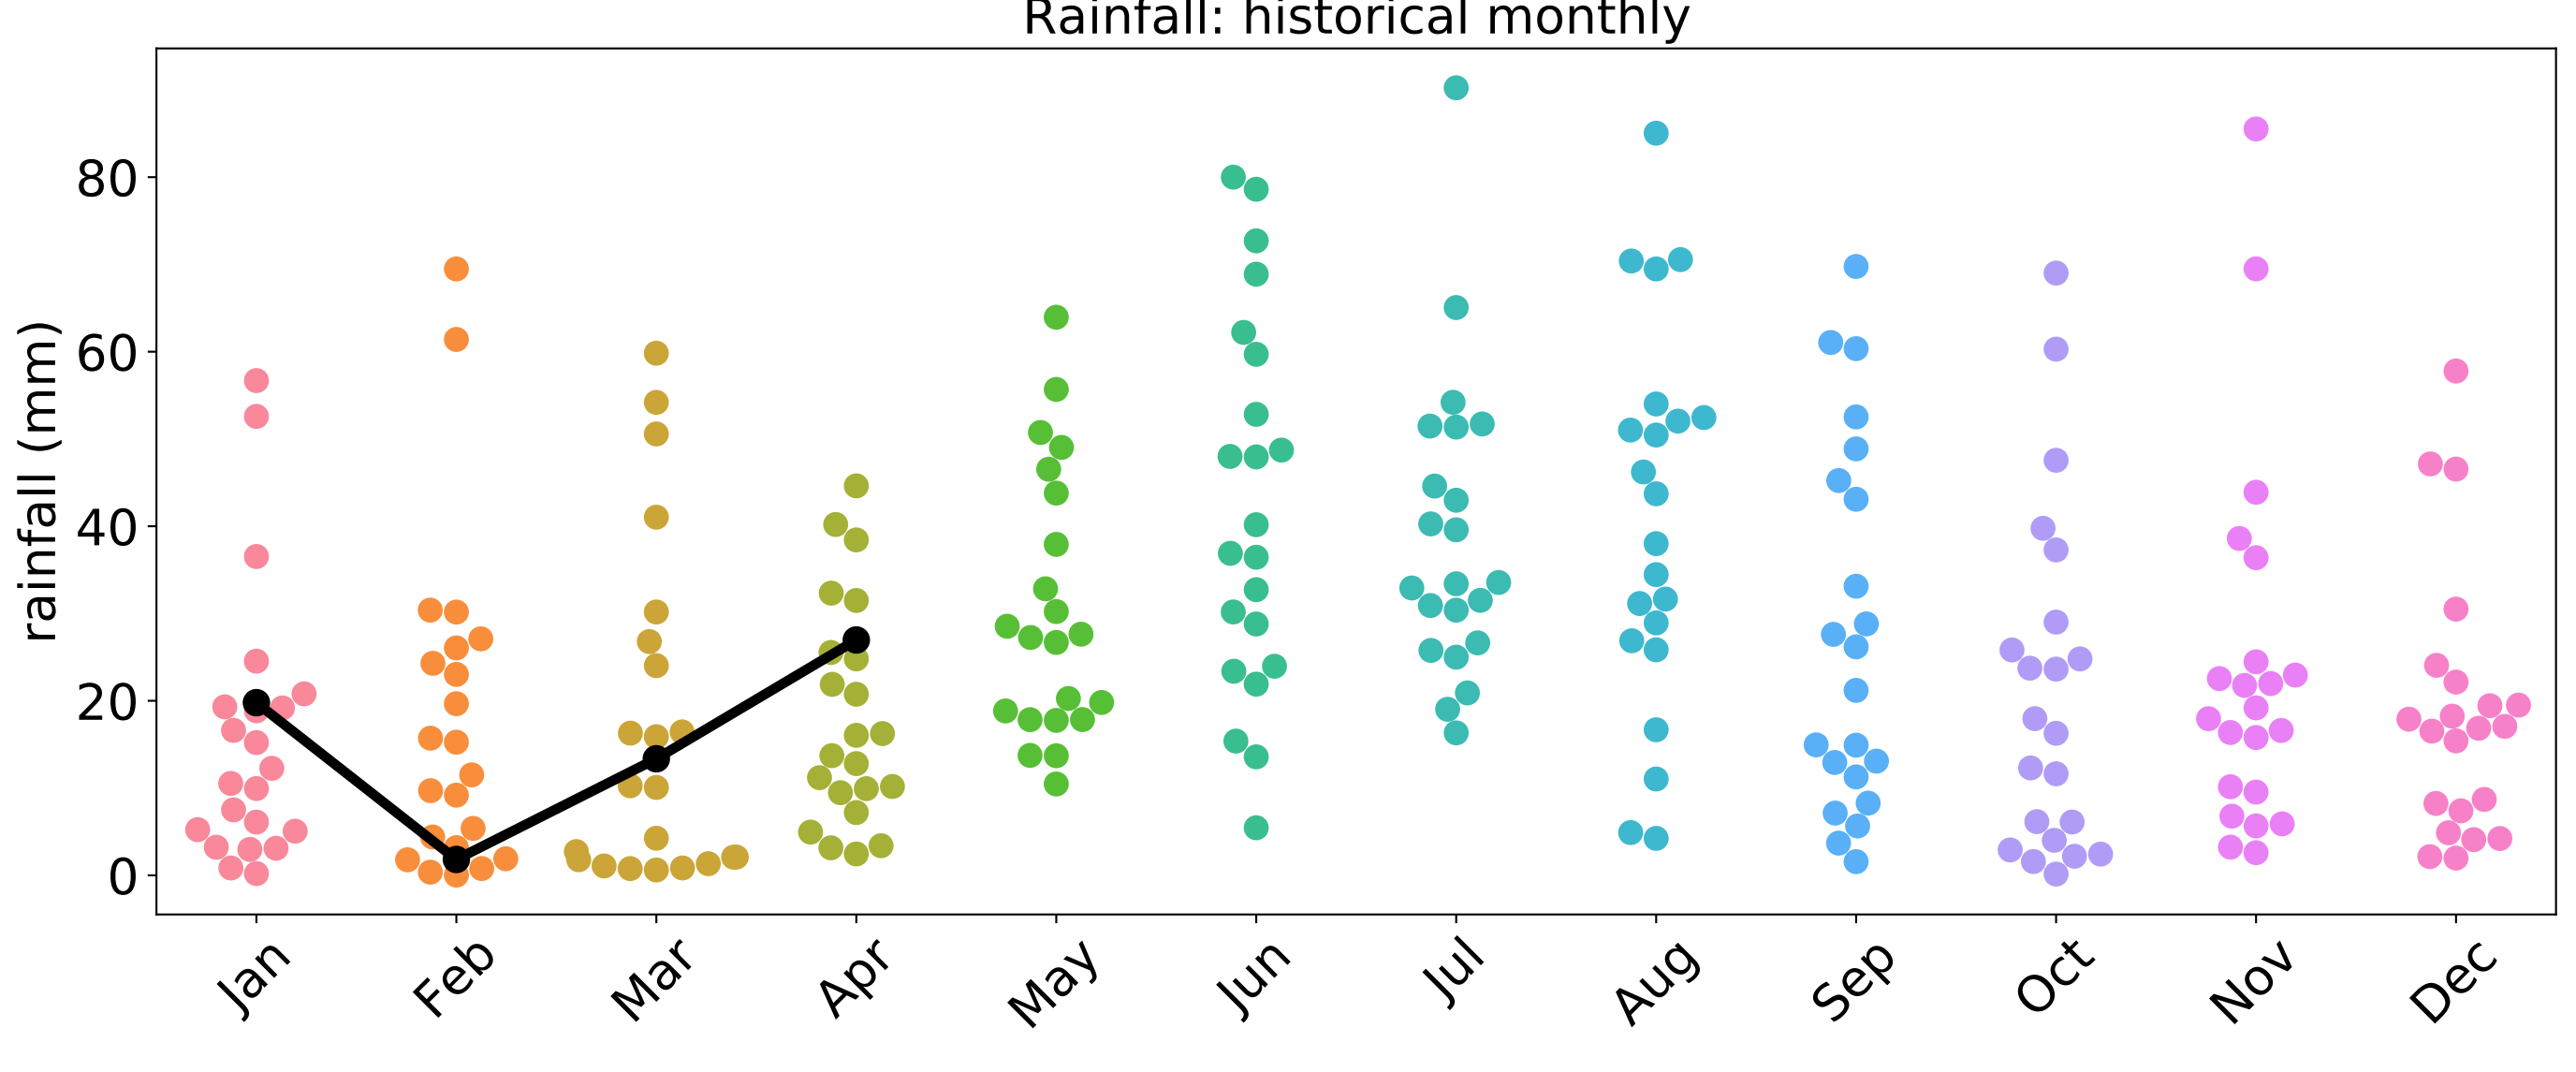 Rainfall: historical monthly
rainfall (mm)
80
60
40
20
0
Jan
Feb
Mar
Apr
May
Jun
Jul
Aug
Sep
Oct
Nov
Dec